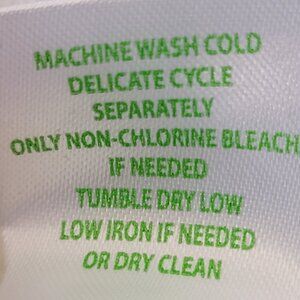 MACHINE WASH COLD
DELICATE CYCLE
SEPARATELY
ONLY NON-CHLORINE BLEACH
IF NEEDED
TUMBLE DRY LOW
LOW IRON IF NEEDED
OR DRY CLEAN